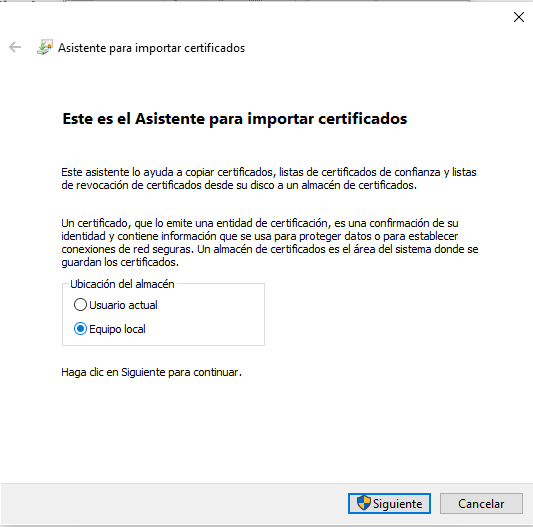 Asistente para importar certificados
Este es el Asistente para importar certificados
Este asistente lo ayuda a copiar certificados, listas de certificados de confianza y listas
de revocación de certificados desde su disco a un almacén de certificados.
Un certificado, que lo emite una entidad de certificación, es una confirmación de su
identidad y contiene información que se usa para proteger datos o para establecer
conexiones de red seguras. Un almacén de certificados es el área del sistema donde se
guardan los certificados.
Ubicación del almacén
Usuario actual
Equipo local
Haga clic en Siguiente para continuar.
Siguiente
Cancelar